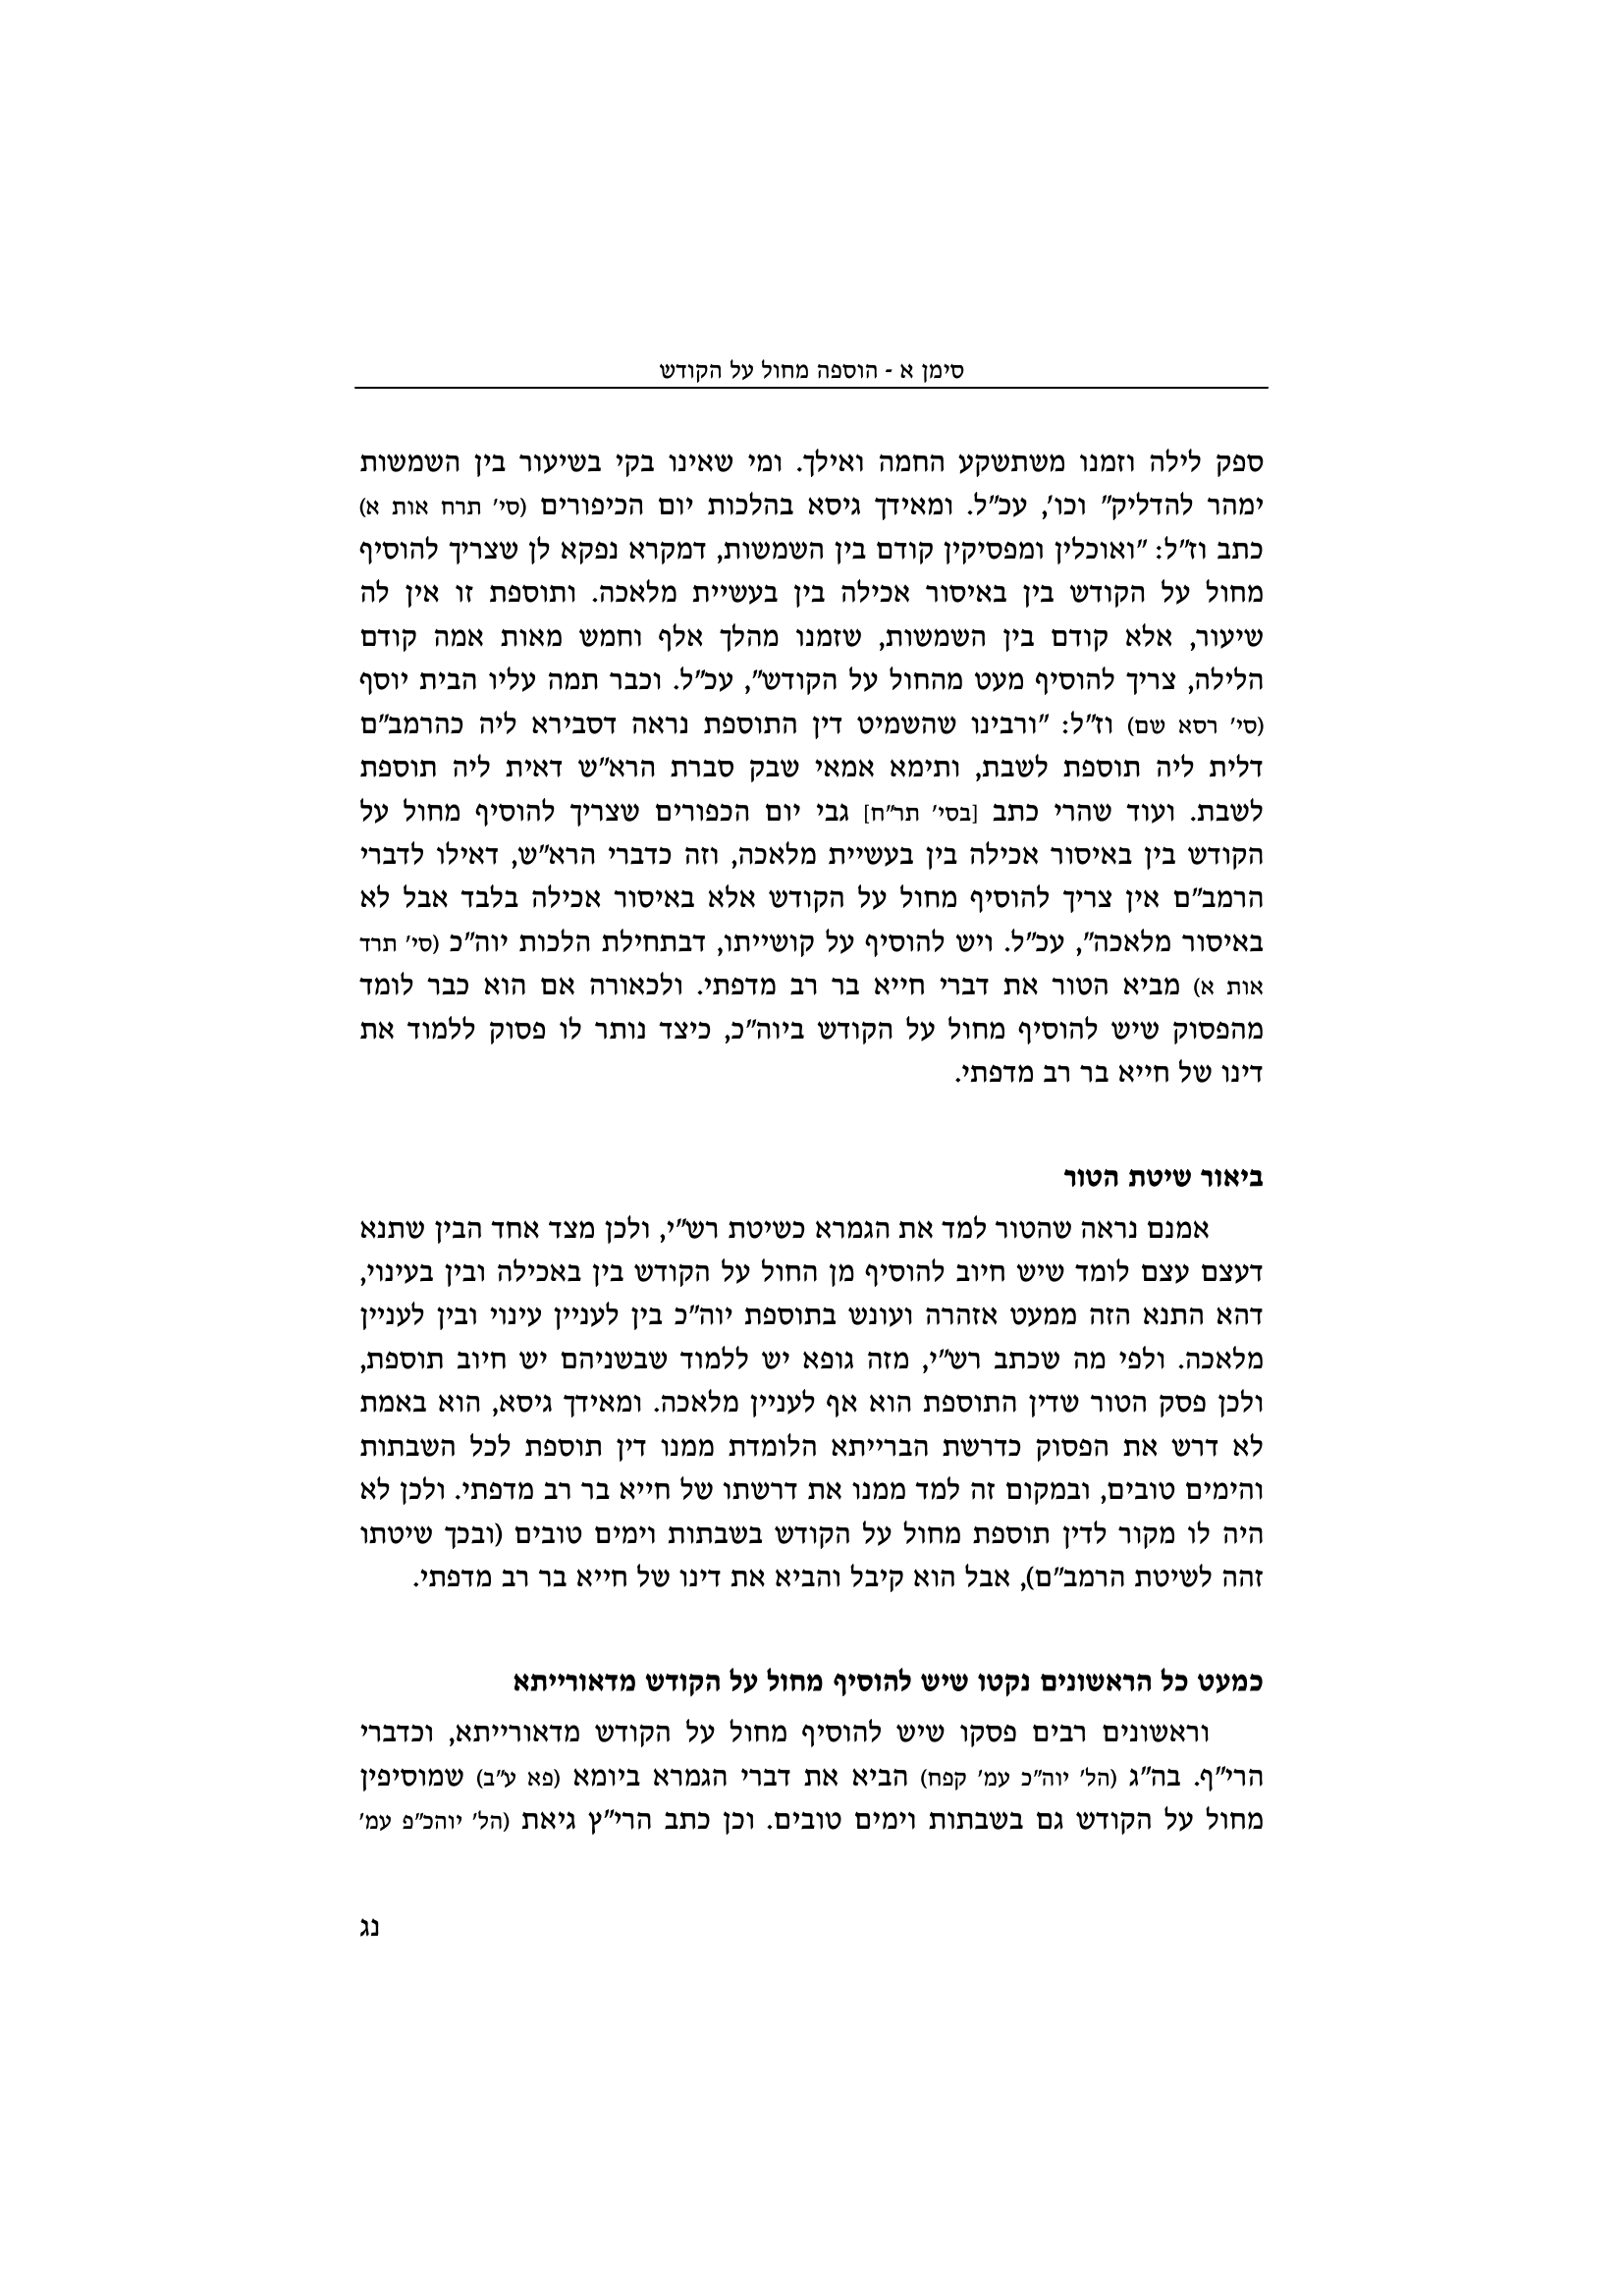 סימן א - הוספה מחול על הקודש
ספק לילה וזמנו משתשקע החמה ואילך. ומי שאינו בקי בשיעור בין השמשות
ימהר להדליק" וכו', עכ"ל. ומאידך גיסא בהלכות יום הכיפורים (סי' תרח אות א)
כתב וז"ל: "ואוכלין ומפסיקין קודם בין השמשות, דמקרא נפקא לן שצריך להוסיף
מחול על הקודש בין באיסור אכילה בין בעשיית מלאכה. ותוספת זו אין לה
שיעור, אלא קודם בין השמשות, שזמנו מהלך אלף וחמש מאות אמה קודם
הלילה, צריך להוסיף מעט מהחול על הקודש", עכ"ל. וכבר תמה עליו הבית יוסף
(סי' רסא שם) וז"ל: "ורבינו שהשמיט דין התוספת נראה דסבירא ליה כהרמב"ם
דלית ליה תוספת לשבת, ותימא אמאי שבק סברת הרא"ש דאית ליה תוספת
לשבת. ועוד שהרי כתב [בסי' תר"ח] גבי יום הכפורים שצריך להוסיף מחול על
הקודש בין באיסור אכילה בין בעשיית מלאכה, וזה כדברי הרא"ש, דאילו לדברי
הרמב"ם אין צריך להוסיף מחול על הקודש אלא באיסור אכילה בלבד אבל לא
באיסור מלאכה", עכ"ל. ויש להוסיף על קושייתו, דבתחילת הלכות יוה"כ (סי' תרד
אות א) מביא הטור את דברי חייא בר רב מדפתי. ולכאורה אם הוא כבר לומד
מהפסוק שיש להוסיף מחול על הקודש ביוה"כ, כיצד נותר לו פסוק ללמוד את
דינו של חייא בר רב מדפתי.
ביאור שיטת הטור
אמנם נראה שהטור למד את הגמרא כשיטת רש"י, ולכן מצד אחד הבין שתנא
דעצם עצם לומד שיש חיוב להוסיף מן החול על הקודש בין באכילה ובין בעינוי,
דהא התנא הזה ממעט אזהרה ועונש בתוספת יוה"כ בין לעניין עינוי ובין לעניין
מלאכה. ולפי מה שכתב רש"י, מזה גופא יש ללמוד שבשניהם יש חיוב תוספת,
ולכן פסק הטור שדין התוספת הוא אף לעניין מלאכה. ומאידך גיסא, הוא באמת
לא דרש את הפסוק כדרשת הברייתא הלומדת ממנו דין תוספת לכל השבתות
והימים טובים, ובמקום זה למד ממנו את דרשתו של חייא בר רב מדפתי. ולכן לא
היה לו מקור לדין תוספת מחול על הקודש בשבתות וימים טובים (ובכך שיטתו
זהה לשיטת הרמב"ם), אבל הוא קיבל והביא את דינו של חייא בר רב מדפתי.
כמעט כל הראשונים נקטו שיש להוסיף מחול על הקודש מדאורייתא
וראשונים רבים פסקו שיש להוסיף מחול על הקודש מדאורייתא, וכדברי
הרי"ף. בה"ג (הל' יוה"כ עמ' קפח) הביא את דברי הגמרא ביומא (פא ע"ב) שמוסיפין
מחול על הקודש גם בשבתות וימים טובים. וכן כתב הרי"ץ גיאת (הל' יוהכ"פ עמ'
נג